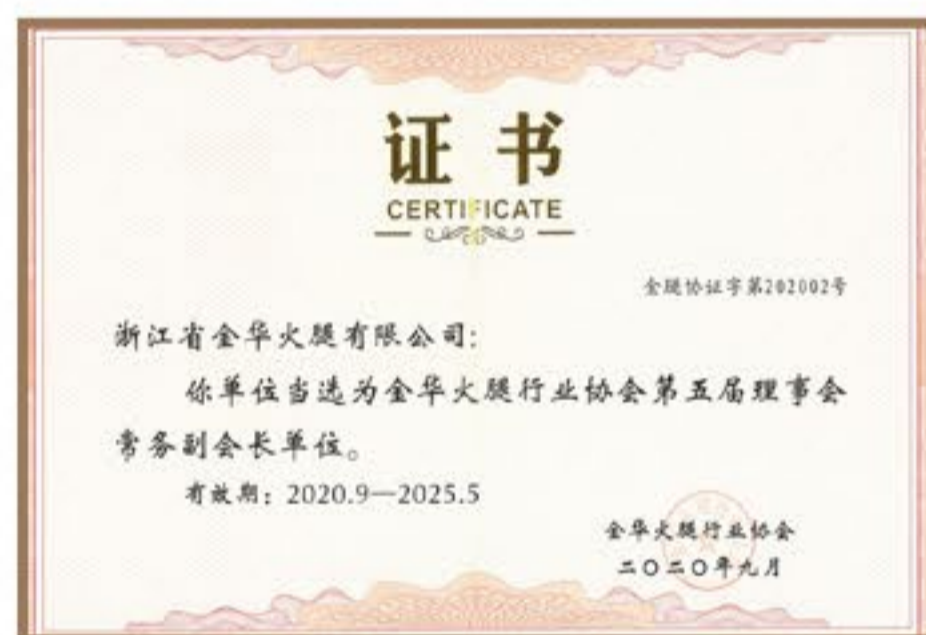 证书
CERTIFICATE
金腿协证字第202002号
浙江省金华火腿有限公司：
你单位当选为金华火腿行业协会第五届理事会
常务副会长单位。
有效期：2020.9—2025.5
金华火腿行业协会
二〇二〇年九月